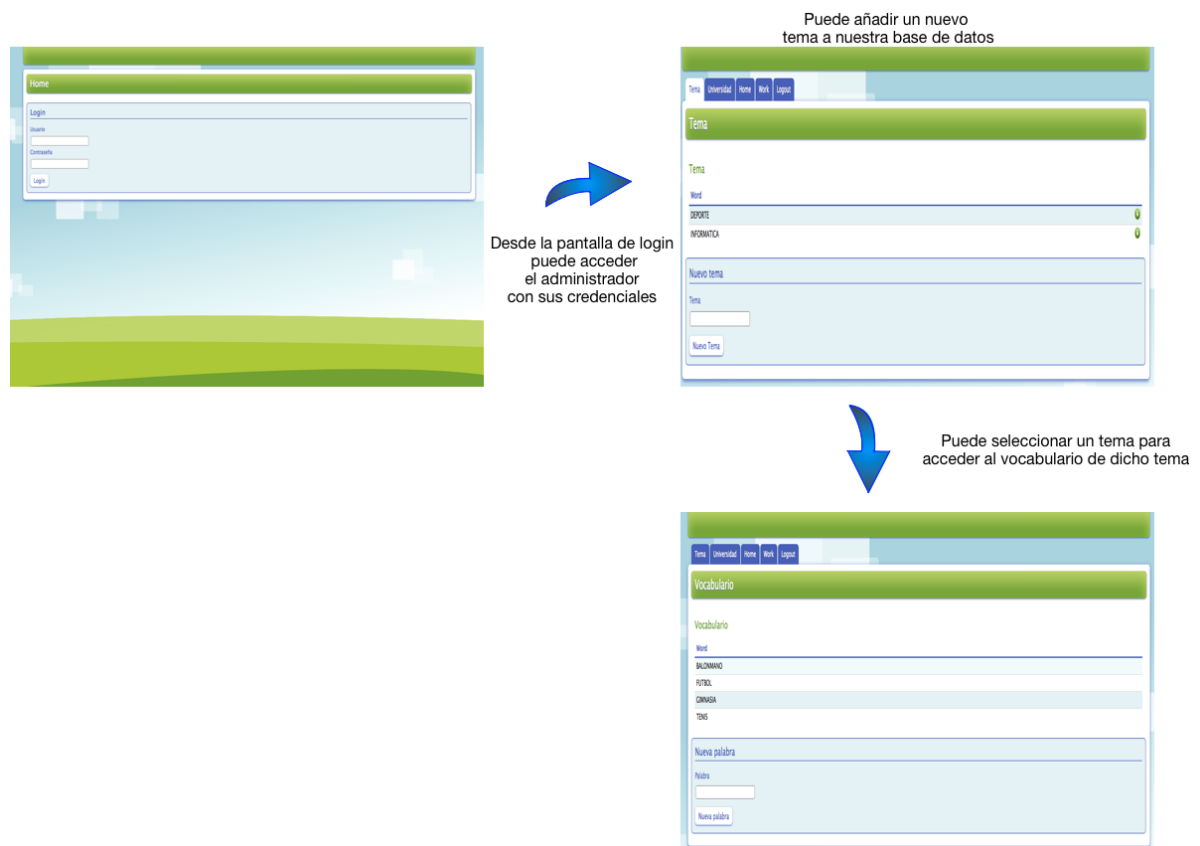 Puede añadir un nuevo
tema a nuestra base de datos
Home
Login
Usuario
Contraseña
Login
Desde la pantalla de login
puede acceder
el administrador
con sus credenciales
Tema Universidad Home Work Logout
Tema
Tema
Word
DEPORTE
INFORMATICA
Nuevo tema
Tema
Nuevo Tema
Puede seleccionar un tema para
acceder al vocabulario de dicho tema
Tema Universidad Home Work Logout
Vocabulario
Vocabulario
Word
BALONMANO
FUTBOL
GIMNASIA
TENIS
Nueva palabra
Palabra
Nueva palabra